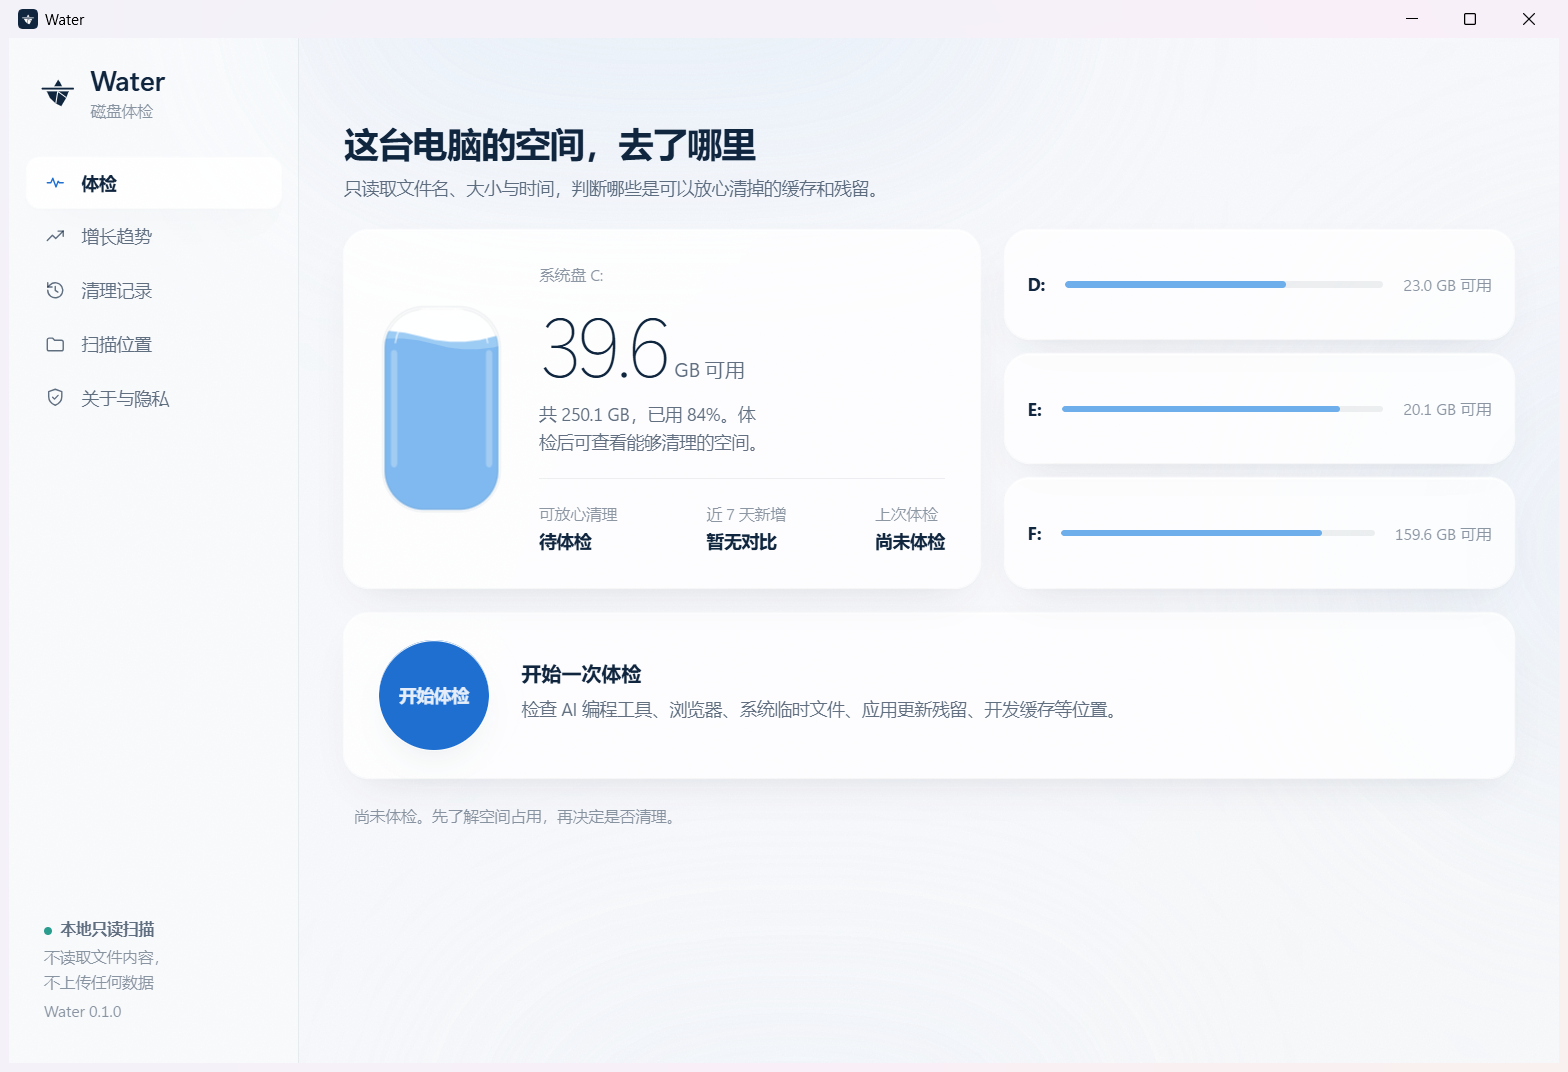 Water
Water
磁盘体检
体检
增长趋势
清理记录
扫描位置
关于与隐私
本地只读扫描
不读取文件内容，
不上传任何数据
Water 0.1.0
这台电脑的空间，去了哪里
只读取文件名、大小与时间，判断哪些是可以放心清掉的缓存和残留。
系统盘 C:
39.6 GB 可用
共 250.1 GB，已用 84%。体
检后可查看能够清理的空间。
可放心清理
待体检
近 7 天新增
暂无对比
上次体检
尚未体检
D:
23.0 GB 可用
E:
20.1 GB 可用
F:
159.6 GB 可用
开始体检
开始一次体检
检查 AI 编程工具、浏览器、系统临时文件、应用更新残留、开发缓存等位置。
尚未体检。先了解空间占用，再决定是否清理。